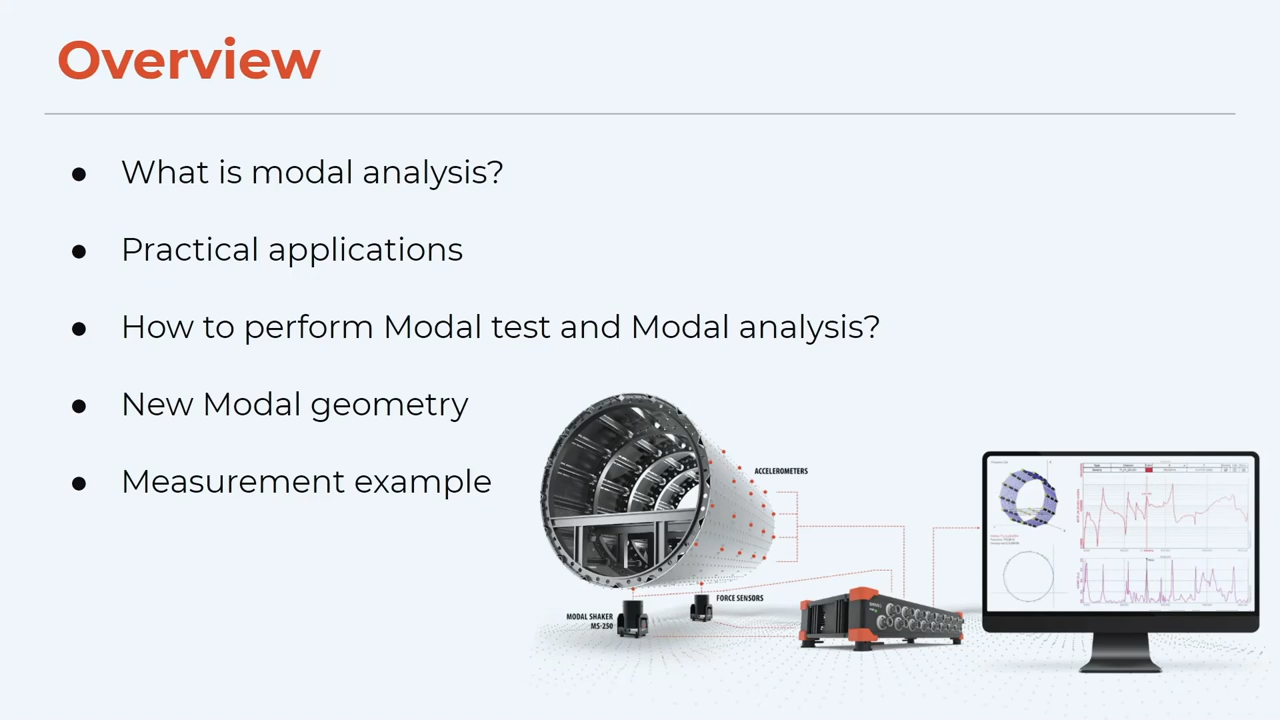 Overview
● What is modal analysis?
● Practical applications
● How to perform Modal test and Modal analysis?
● New Modal geometry
● Measurement example
ACCELEROMETERS
FORCE SENSORS
MODAL SHAKER
MS-250